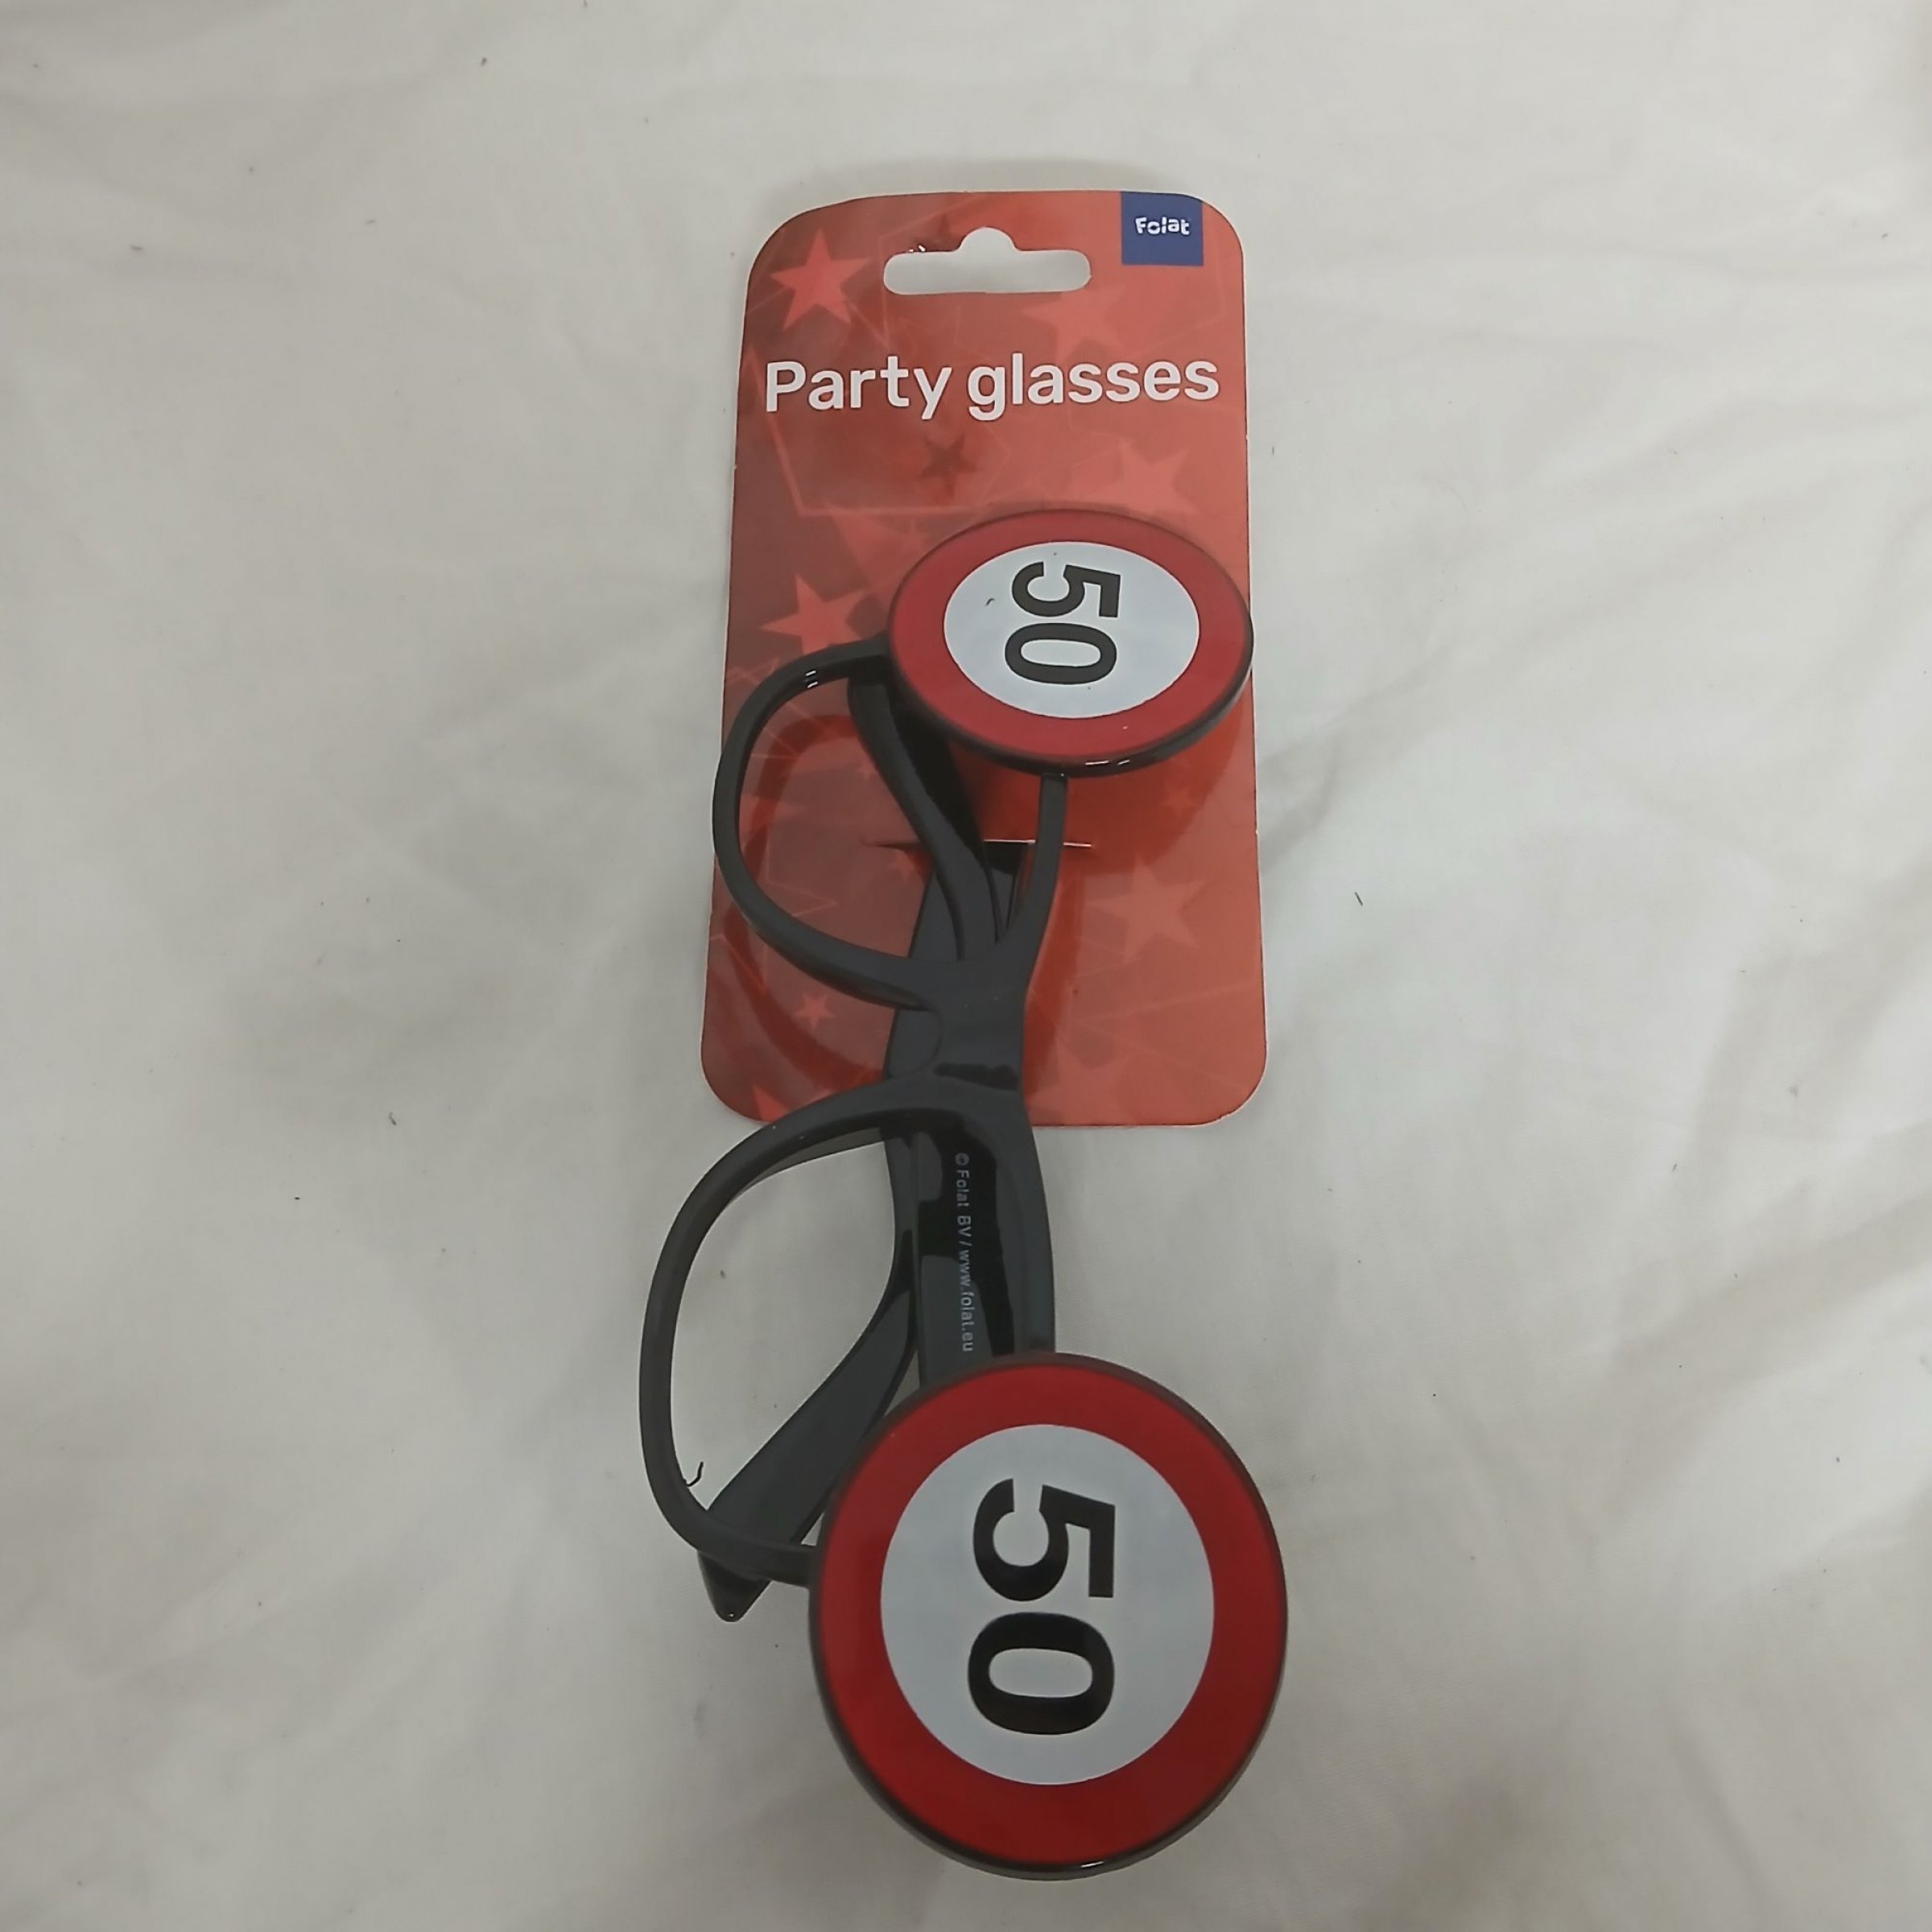 Folat
Party glasses
50
© Folat BV / www.folat.eu
50